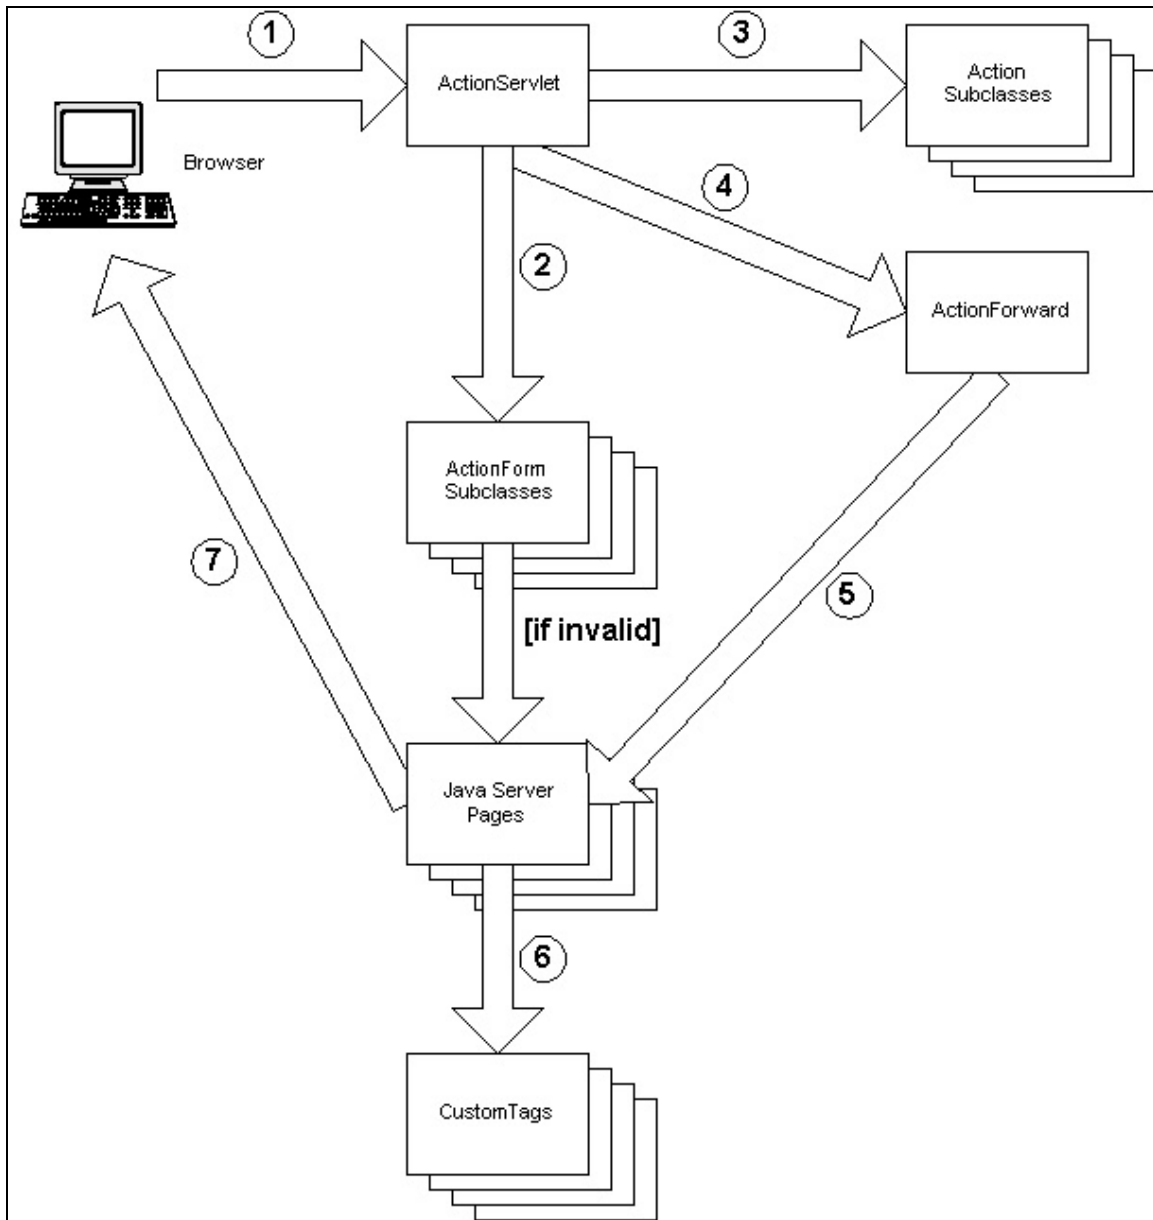 1
3
ActionServlet
Action
Subclasses
Browser
4
2
ActionForward
ActionForm
Subclasses
7
5
[if invalid]
Java Server
Pages
6
CustomTags